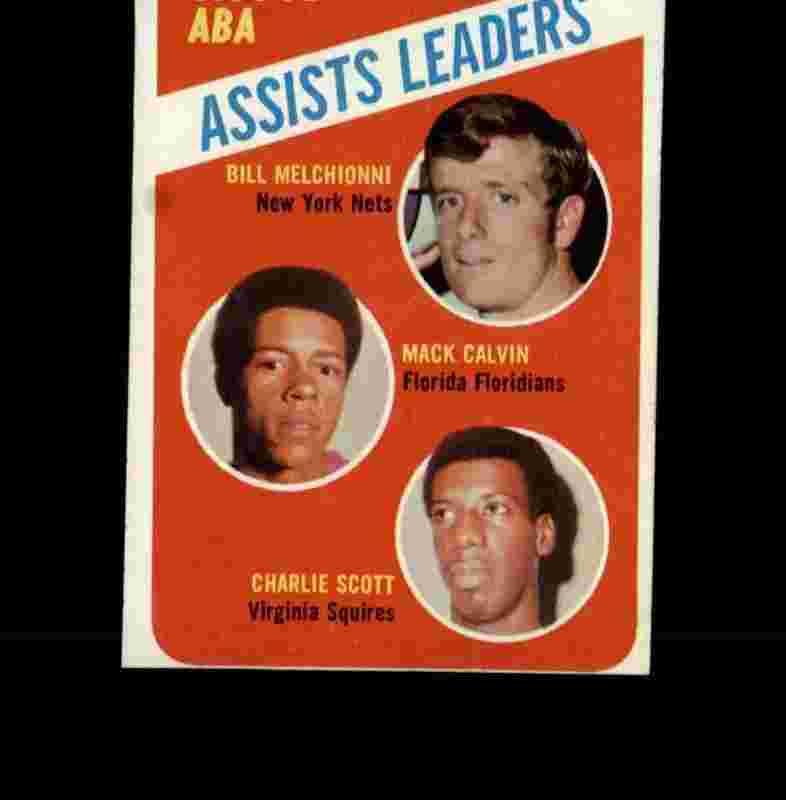 ABA
ASSISTS LEADERS
BILL MELCHIONNI
New York Nets
MACK CALVIN
Florida Floridians
CHARLIE SCOTT
Virginia Squires